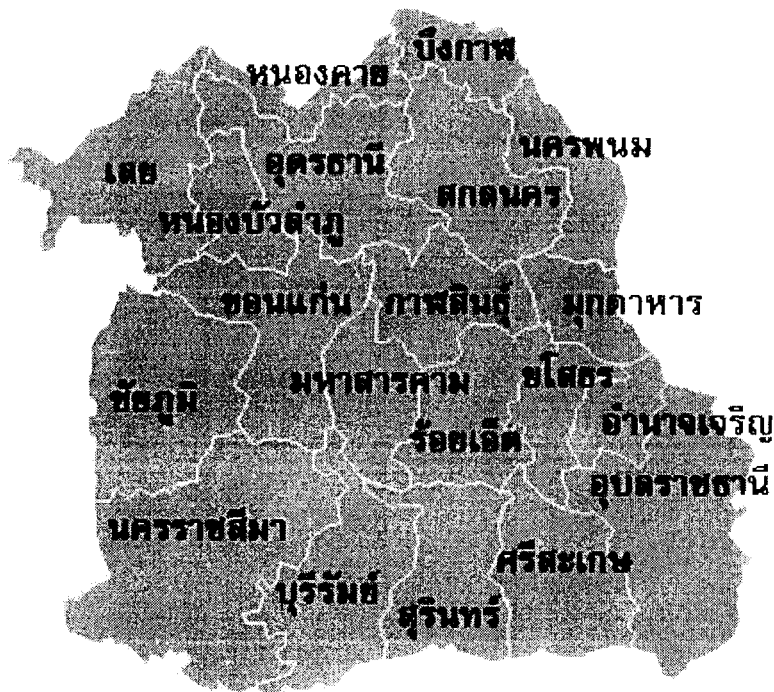 บึงกาฬ
หนองคาย
นครพนม
เลย
อุดรธานี
สกลนคร
หนองบัวลำภู
ขอนแก่น
กาฬสินธุ์
มุกดาหาร
มหาสารคาม
ยโสธร
ชัยภูมิ
อำนาจเจริญ
ร้อยเอ็ด
อุบลราชธานี
นครราชสีมา
ศรีสะเกษ
บุรีรัมย์
สุรินทร์